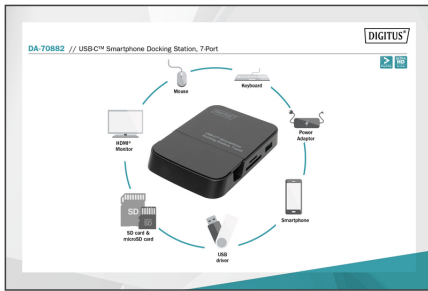 DIGITUS®
DA-70882 // USB-C™ Smartphone Docking Station, 7-Port
Mouse
Keyboard
HDMI®
Monitor
Power
Adaptor
Smartphone
SD
SD card &
microSD card
USB
driver